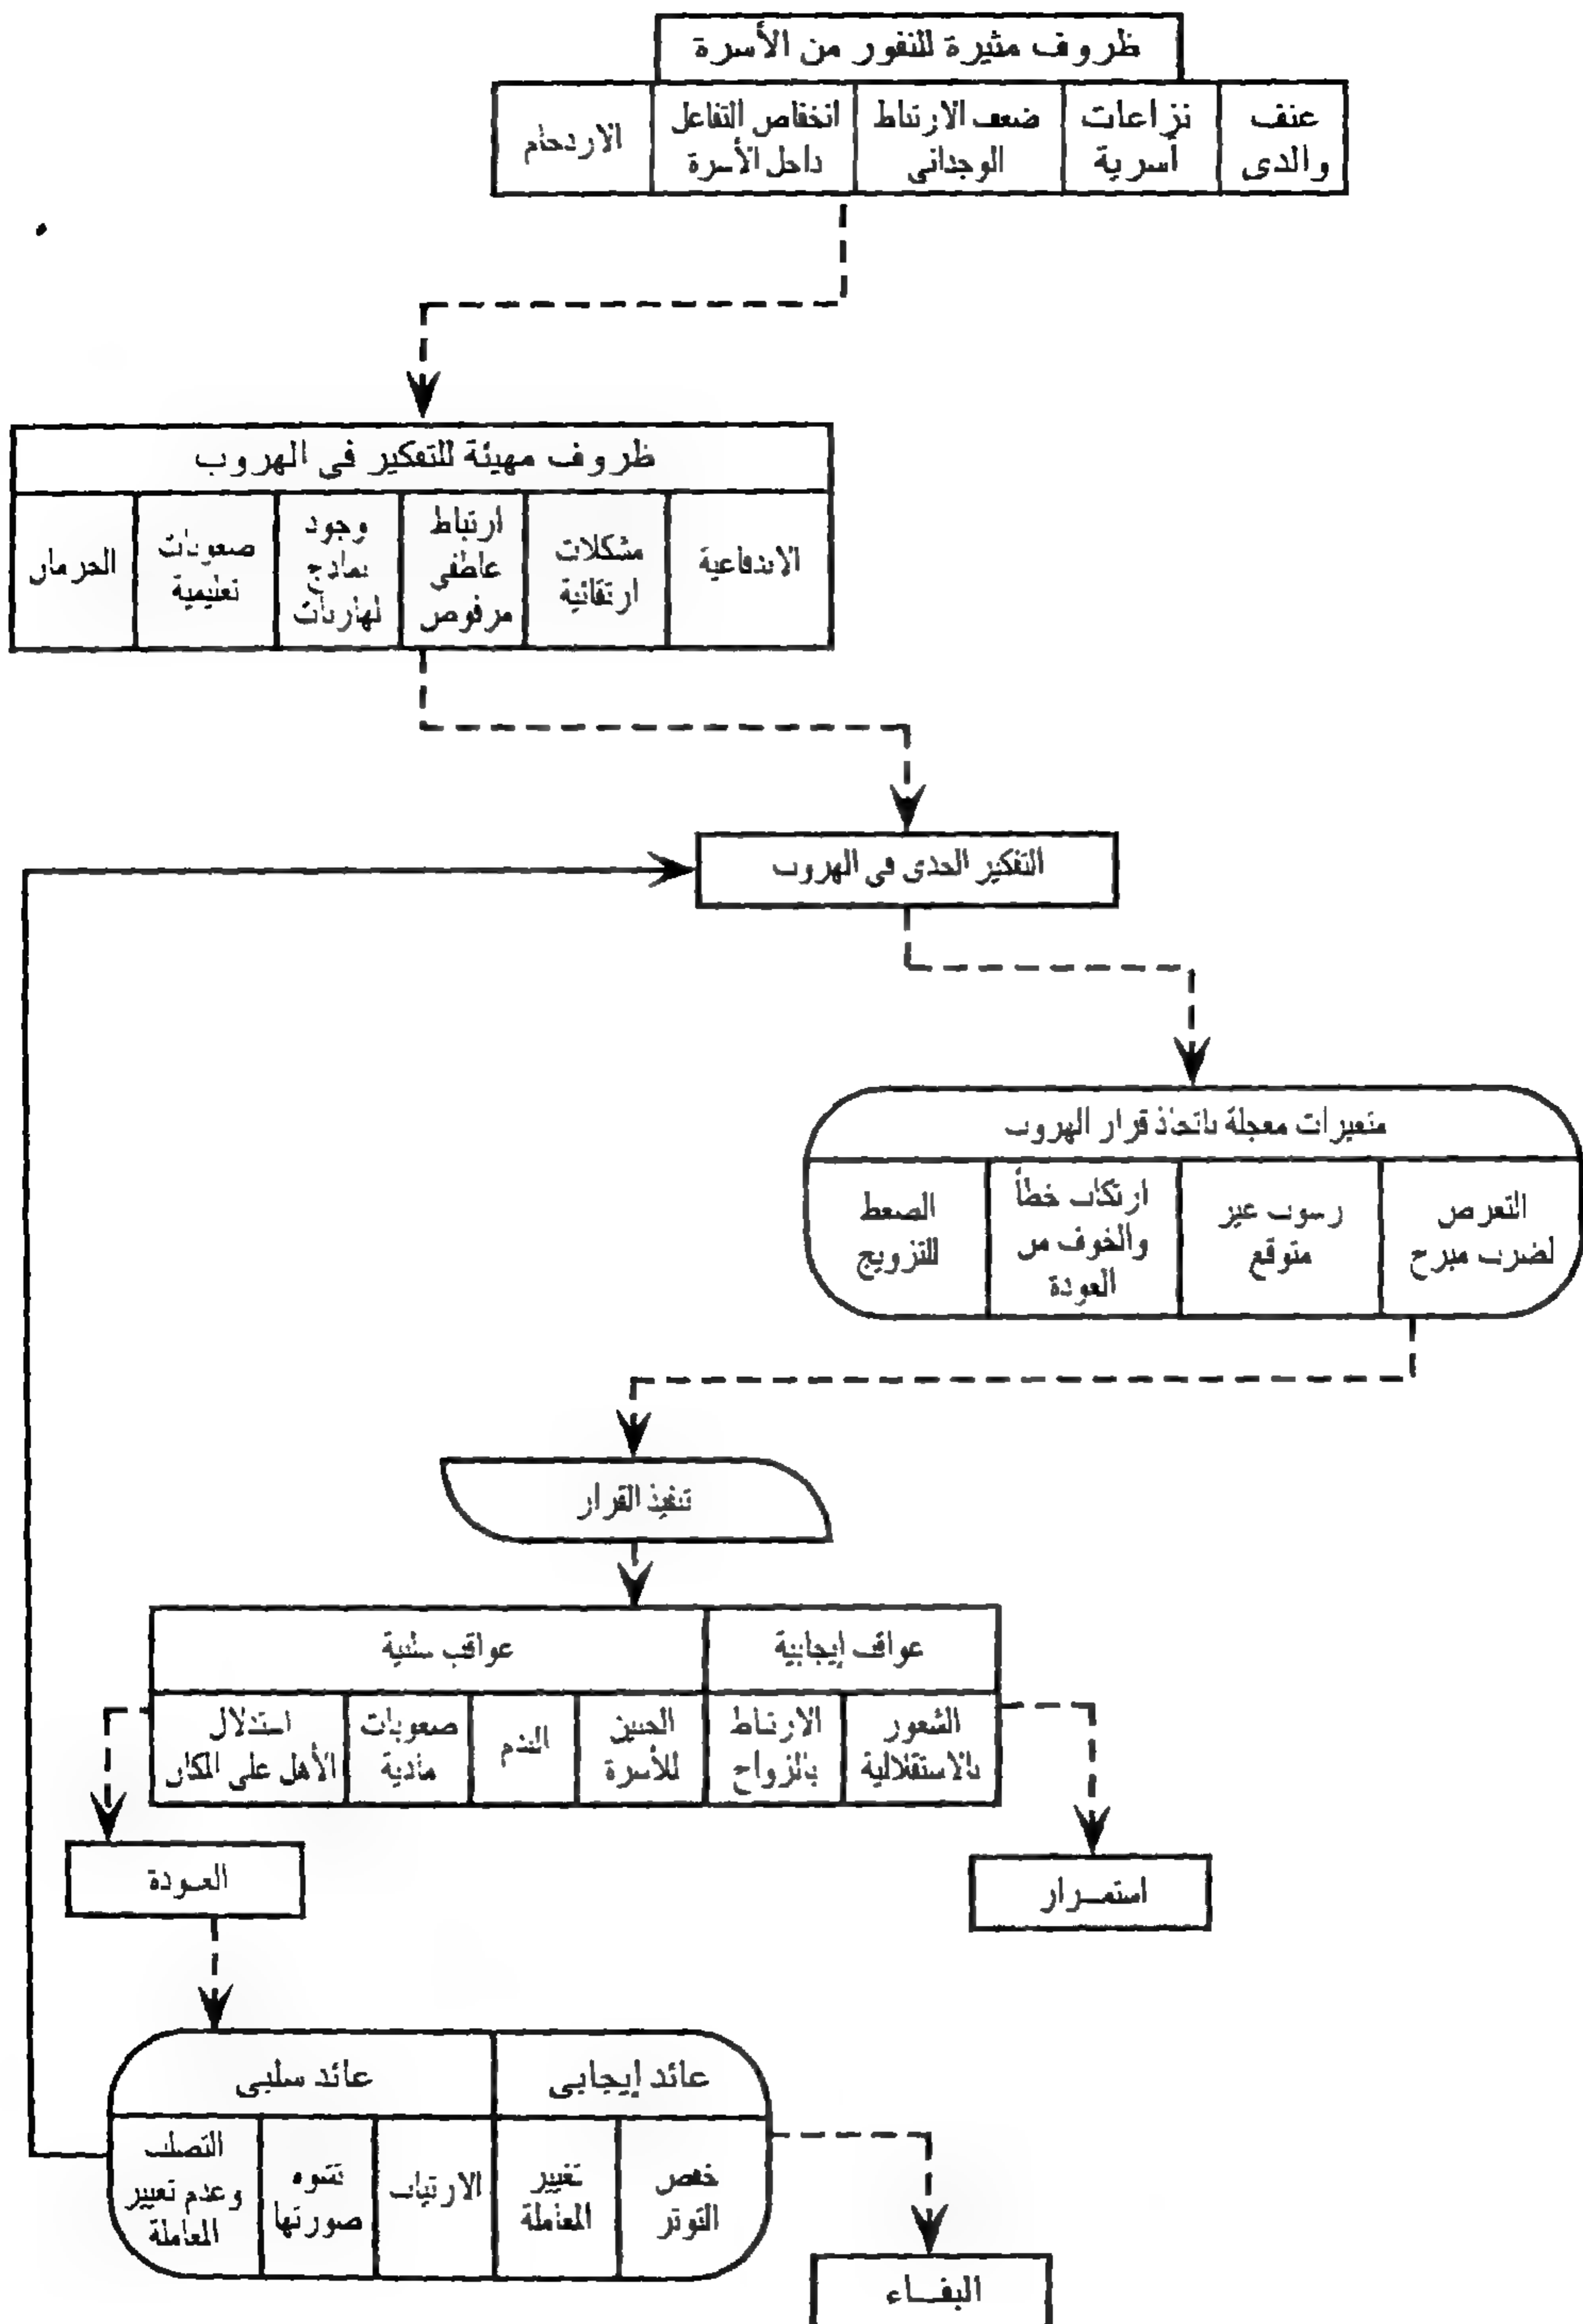 ظروف مثيرة للنفور من الأسرة
عنف
والدى
نزاعات
أسرية
ضعف الارتباط
الوجدانى
انخفاض التفاعل
داخل الأسرة
الازدحام
ظروف مهيئة للتفكير فى الهروب
الاندفاعية
مشكلات
ارتقائية
ارتباط
عاطفى
مرفوض
وجود
نماذج
لهاربات
صعوبات
تعليمية
الحرمان
التفكير الجدى فى الهروب
متغيرات معجلة باتخاذ قرار الهروب
التعرض
لضرب مبرح
رسوب غير
متوقع
ارتكاب خطأ
والخوف من
العودة
الضغط
للتزويج
تنفيذ القرار
عواقب إيجابية
عواقب سلبية
الشعور
بالاستقلالية
الارتباط
بالزواج
الحنين
للأسرة
الندم
صعوبات
مادية
استدلال
الأهل على المكان
العـودة
استمـرار
عائد إيجابى
عائد سلبى
خفض
التوتر
تغيير
المعاملة
الارتياب
تشوه
صورتها
التصلب
وعدم تغيير
المعاملة
البقـاء